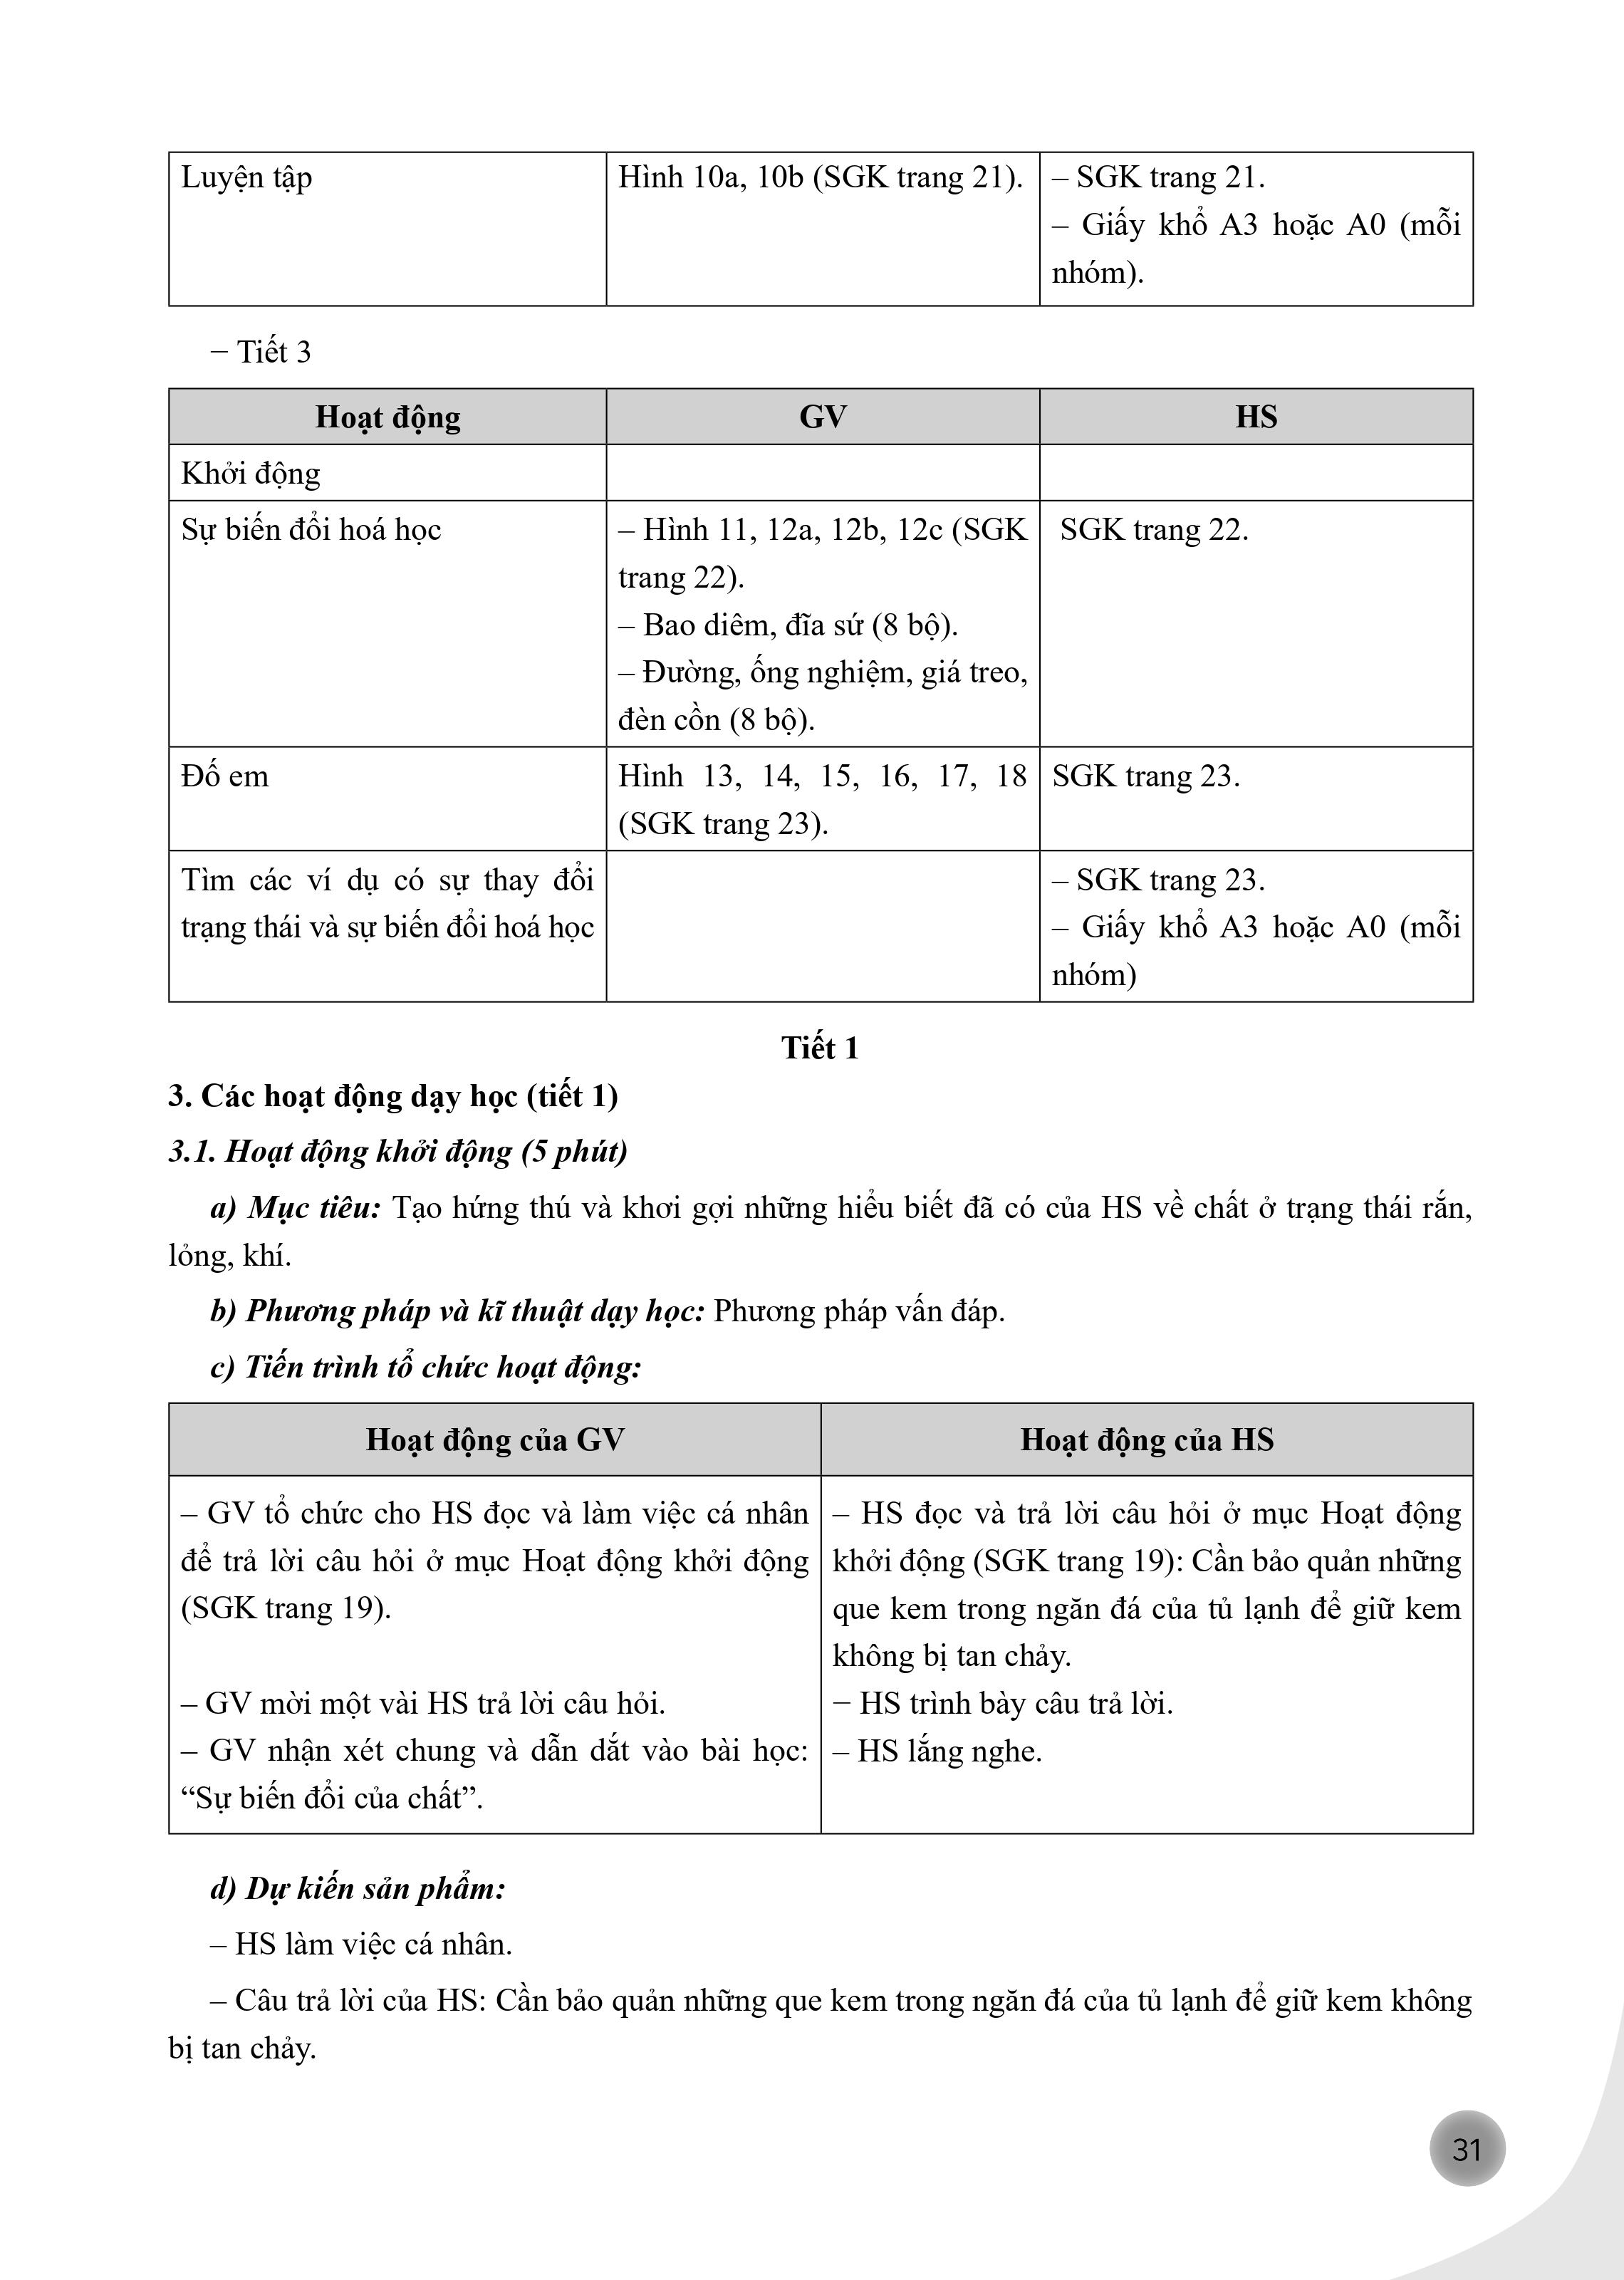 Luyện tập
Hình 10a, 10b (SGK trang 21).
– SGK trang 21.
– Giấy khổ A3 hoặc A0 (mỗi
nhóm).
− Tiết 3
Hoạt động
GV
HS
Khởi động
Sự biến đổi hoá học
– Hình 11, 12a, 12b, 12c (SGK
trang 22).
– Bao diêm, đĩa sứ (8 bộ).
– Đường, ống nghiệm, giá treo,
đèn cồn (8 bộ).
SGK trang 22.
Đố em
Hình 13, 14, 15, 16, 17, 18
(SGK trang 23).
SGK trang 23.
Tìm các ví dụ có sự thay đổi
trạng thái và sự biến đổi hoá học
– SGK trang 23.
– Giấy khổ A3 hoặc A0 (mỗi
nhóm)
Tiết 1
3. Các hoạt động dạy học (tiết 1)
3.1. Hoạt động khởi động (5 phút)
a) Mục tiêu: Tạo hứng thú và khơi gợi những hiểu biết đã có của HS về chất ở trạng thái rắn,
lỏng, khí.
b) Phương pháp và kĩ thuật dạy học: Phương pháp vấn đáp.
c) Tiến trình tổ chức hoạt động:
Hoạt động của GV
Hoạt động của HS
– GV tổ chức cho HS đọc và làm việc cá nhân
để trả lời câu hỏi ở mục Hoạt động khởi động
(SGK trang 19).
– GV mời một vài HS trả lời câu hỏi.
– GV nhận xét chung và dẫn dắt vào bài học:
“Sự biến đổi của chất”.
– HS đọc và trả lời câu hỏi ở mục Hoạt động
khởi động (SGK trang 19): Cần bảo quản những
que kem trong ngăn đá của tủ lạnh để giữ kem
không bị tan chảy.
− HS trình bày câu trả lời.
– HS lắng nghe.
d) Dự kiến sản phẩm:
– HS làm việc cá nhân.
– Câu trả lời của HS: Cần bảo quản những que kem trong ngăn đá của tủ lạnh để giữ kem không
bị tan chảy.
31